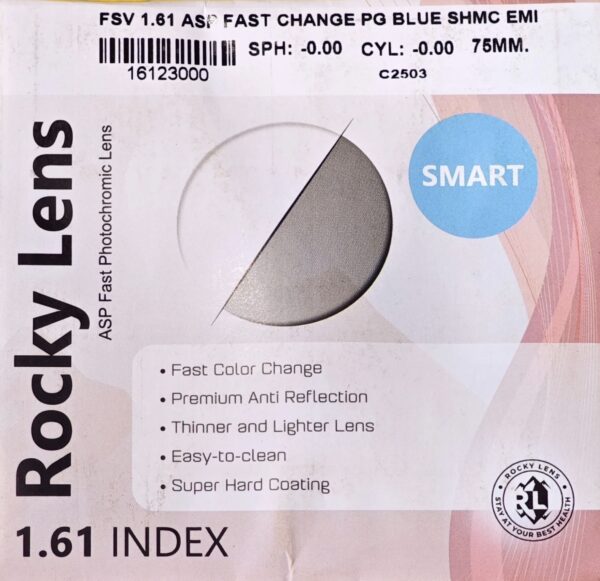 FSV 1.61 ASP FAST CHANGE PG BLUE SHMC EMI
SPH: -0.00 CYL: -0.00 75MM.
16123000
C2503
Rocky Lens
ASP Fast Photochromic Lens
SMART
• Fast Color Change
• Premium Anti Reflection
• Thinner and Lighter Lens
• Easy-to-clean
• Super Hard Coating
ROCKY LENS
RL
STAY AT YOUR BEST HEALTH
1.61 INDEX